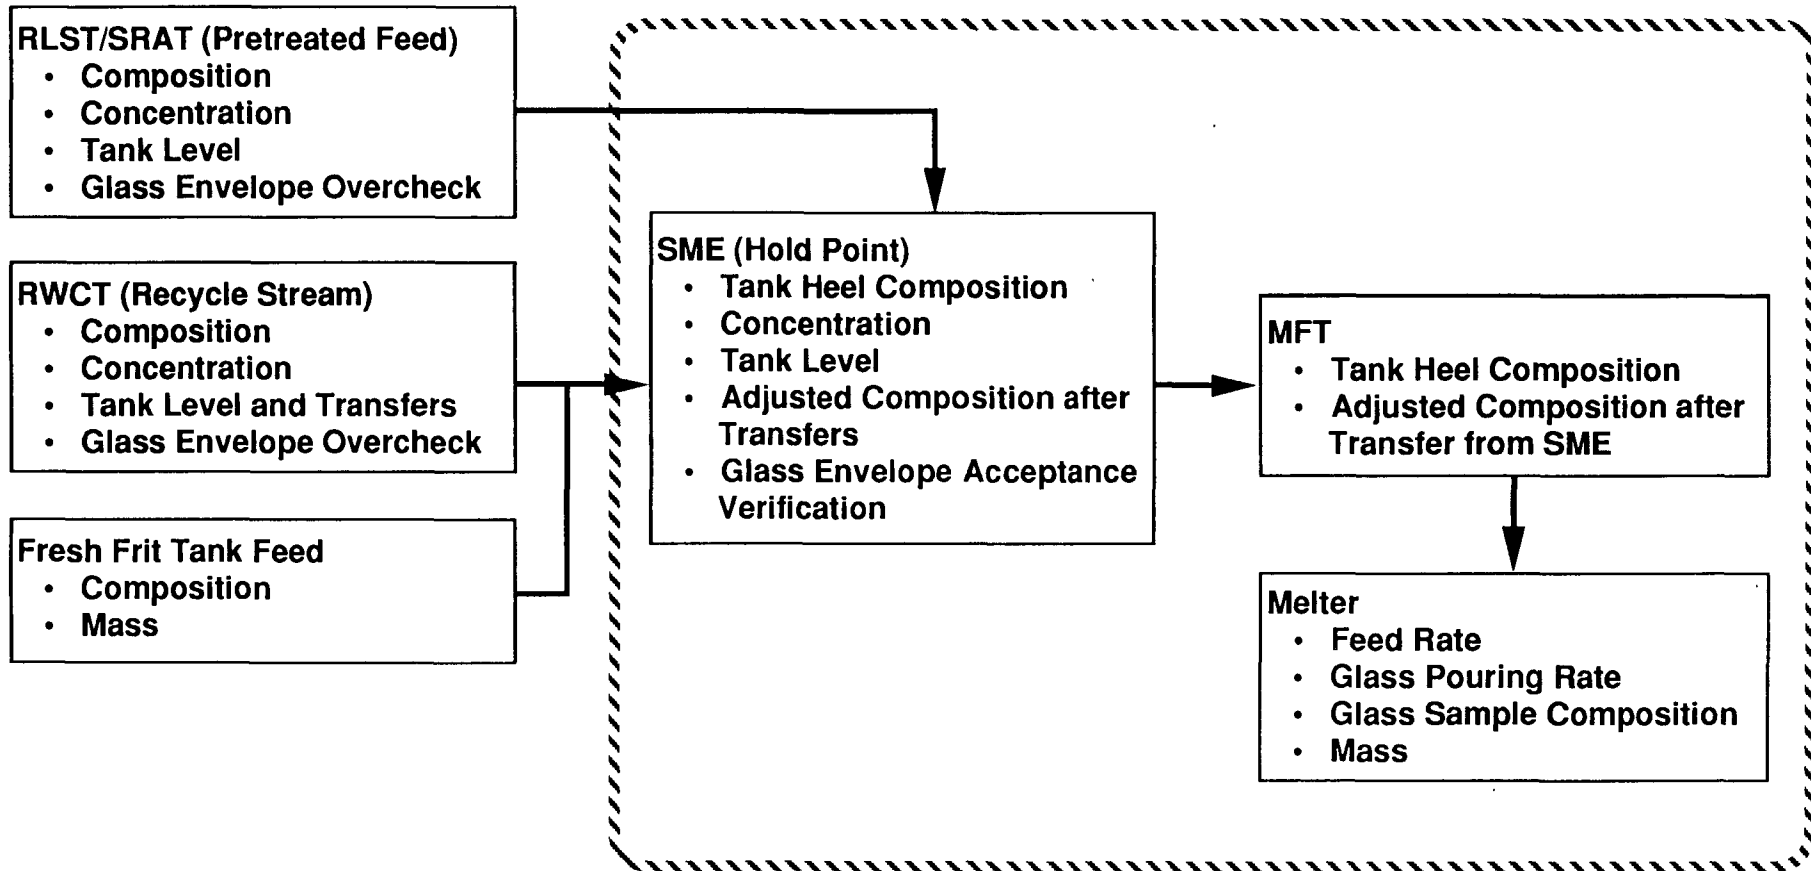 RLST/SRAT (Pretreated Feed)
• Composition
• Concentration
• Tank Level
• Glass Envelope Overcheck
RWCT (Recycle Stream)
• Composition
• Concentration
• Tank Level and Transfers
• Glass Envelope Overcheck
Fresh Frit Tank Feed
• Composition
• Mass
SME (Hold Point)
• Tank Heel Composition
• Concentration
• Tank Level
• Adjusted Composition after
Transfers
• Glass Envelope Acceptance
Verification
MFT
• Tank Heel Composition
• Adjusted Composition after
Transfer from SME
Melter
• Feed Rate
• Glass Pouring Rate
• Glass Sample Composition
• Mass